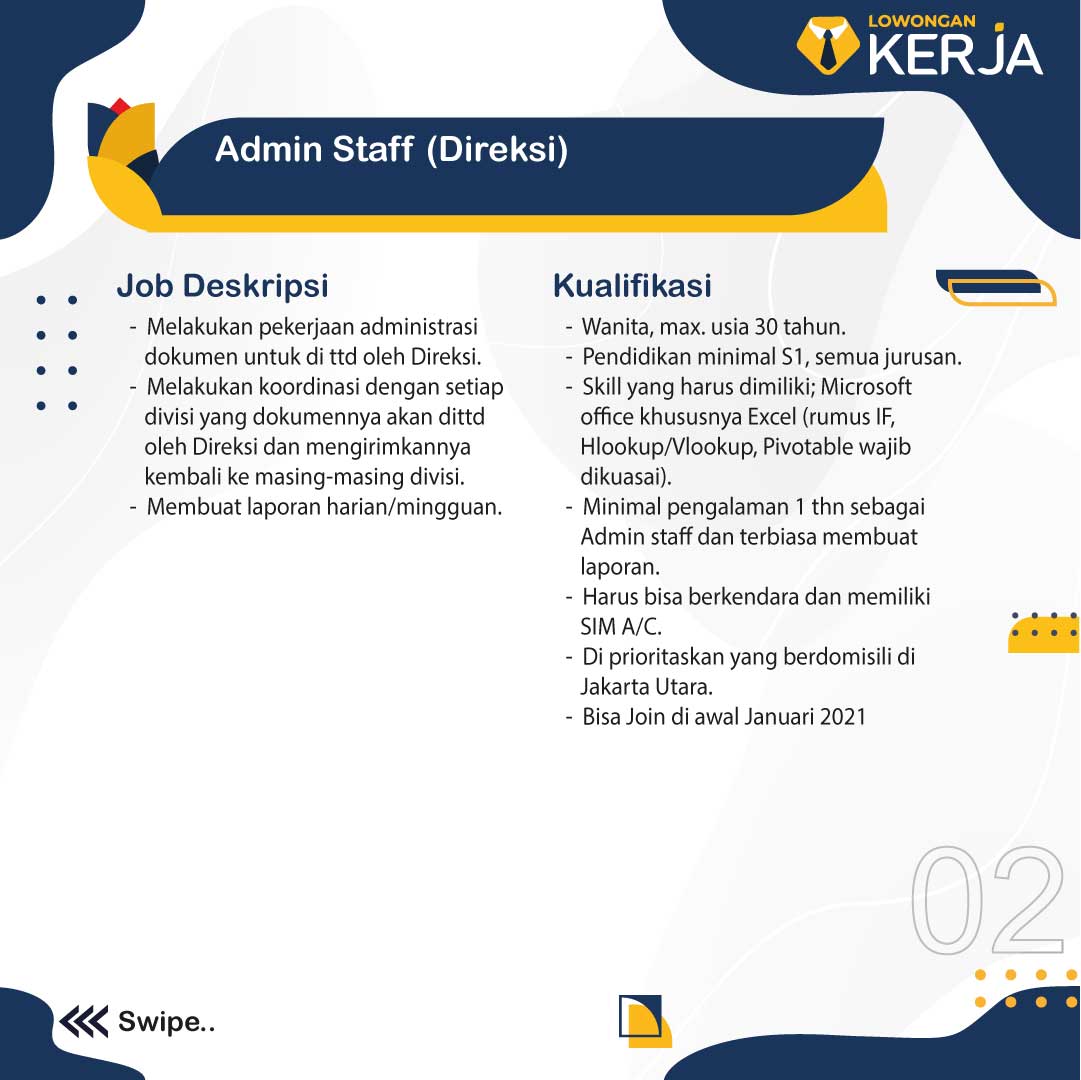 LOWONGAN
KERJA
Admin Staff (Direksi)
Job Deskripsi
- Melakukan pekerjaan administrasi
dokumen untuk di ttd oleh Direksi.
- Melakukan koordinasi dengan setiap
divisi yang dokumennya akan dittd
oleh Direksi dan mengirimkannya
kembali ke masing-masing divisi.
- Membuat laporan harian/mingguan.
Kualifikasi
- Wanita, max. usia 30 tahun.
- Pendidikan minimal S1, semua jurusan.
- Skill yang harus dimiliki; Microsoft
office khususnya Excel (rumus IF,
Hlookup/Vlookup, Pivotable wajib
dikuasai).
- Minimal pengalaman 1 thn sebagai
Admin staff dan terbiasa membuat
laporan.
- Harus bisa berkendara dan memiliki
SIM A/C.
- Di prioritaskan yang berdomisili di
Jakarta Utara.
- Bisa Join di awal Januari 2021
02
Swipe..